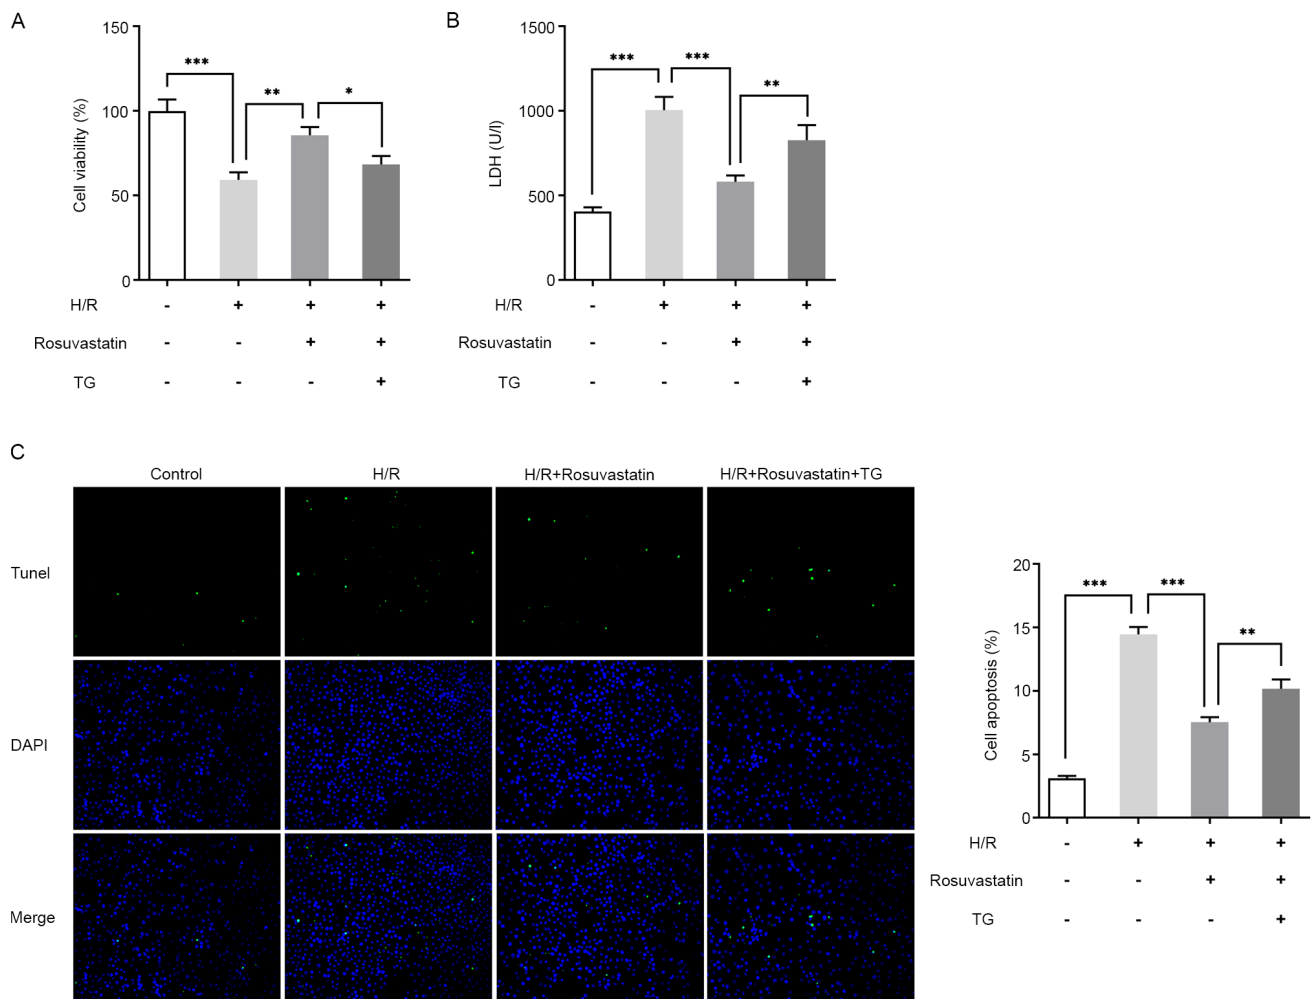 A
150
100
50
0
Cell viability (%)
***
**
*
H/R - + + +
Rosuvastatin - - + +
TG - - - +
B
1500
1000
500
0
LDH (U/l)
***
***
**
H/R - + + +
Rosuvastatin - - + +
TG - - - +
C
Control H/R H/R+Rosuvastatin H/R+Rosuvastatin+TG
Tunel
DAPI
Merge
20
15
10
5
0
Cell apoptosis (%)
***
***
**
H/R - + + +
Rosuvastatin - - + +
TG - - - +